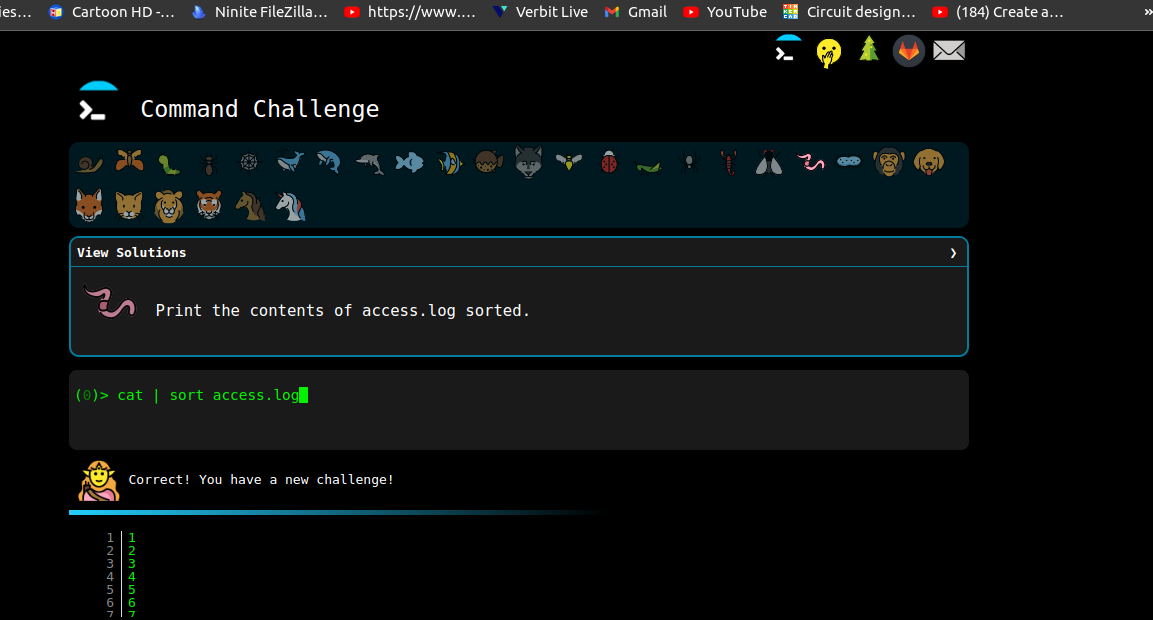 ies... Cartoon HD -... Ninite FileZilla... https://www.... Verbit Live Gmail YouTube Circuit design... (184) Create a... »
Command Challenge
View Solutions ❯
Print the contents of access.log sorted.
(0)> cat | sort access.log
Correct! You have a new challenge!
1 1
2 2
3 3
4 4
5 5
6 6
7 7